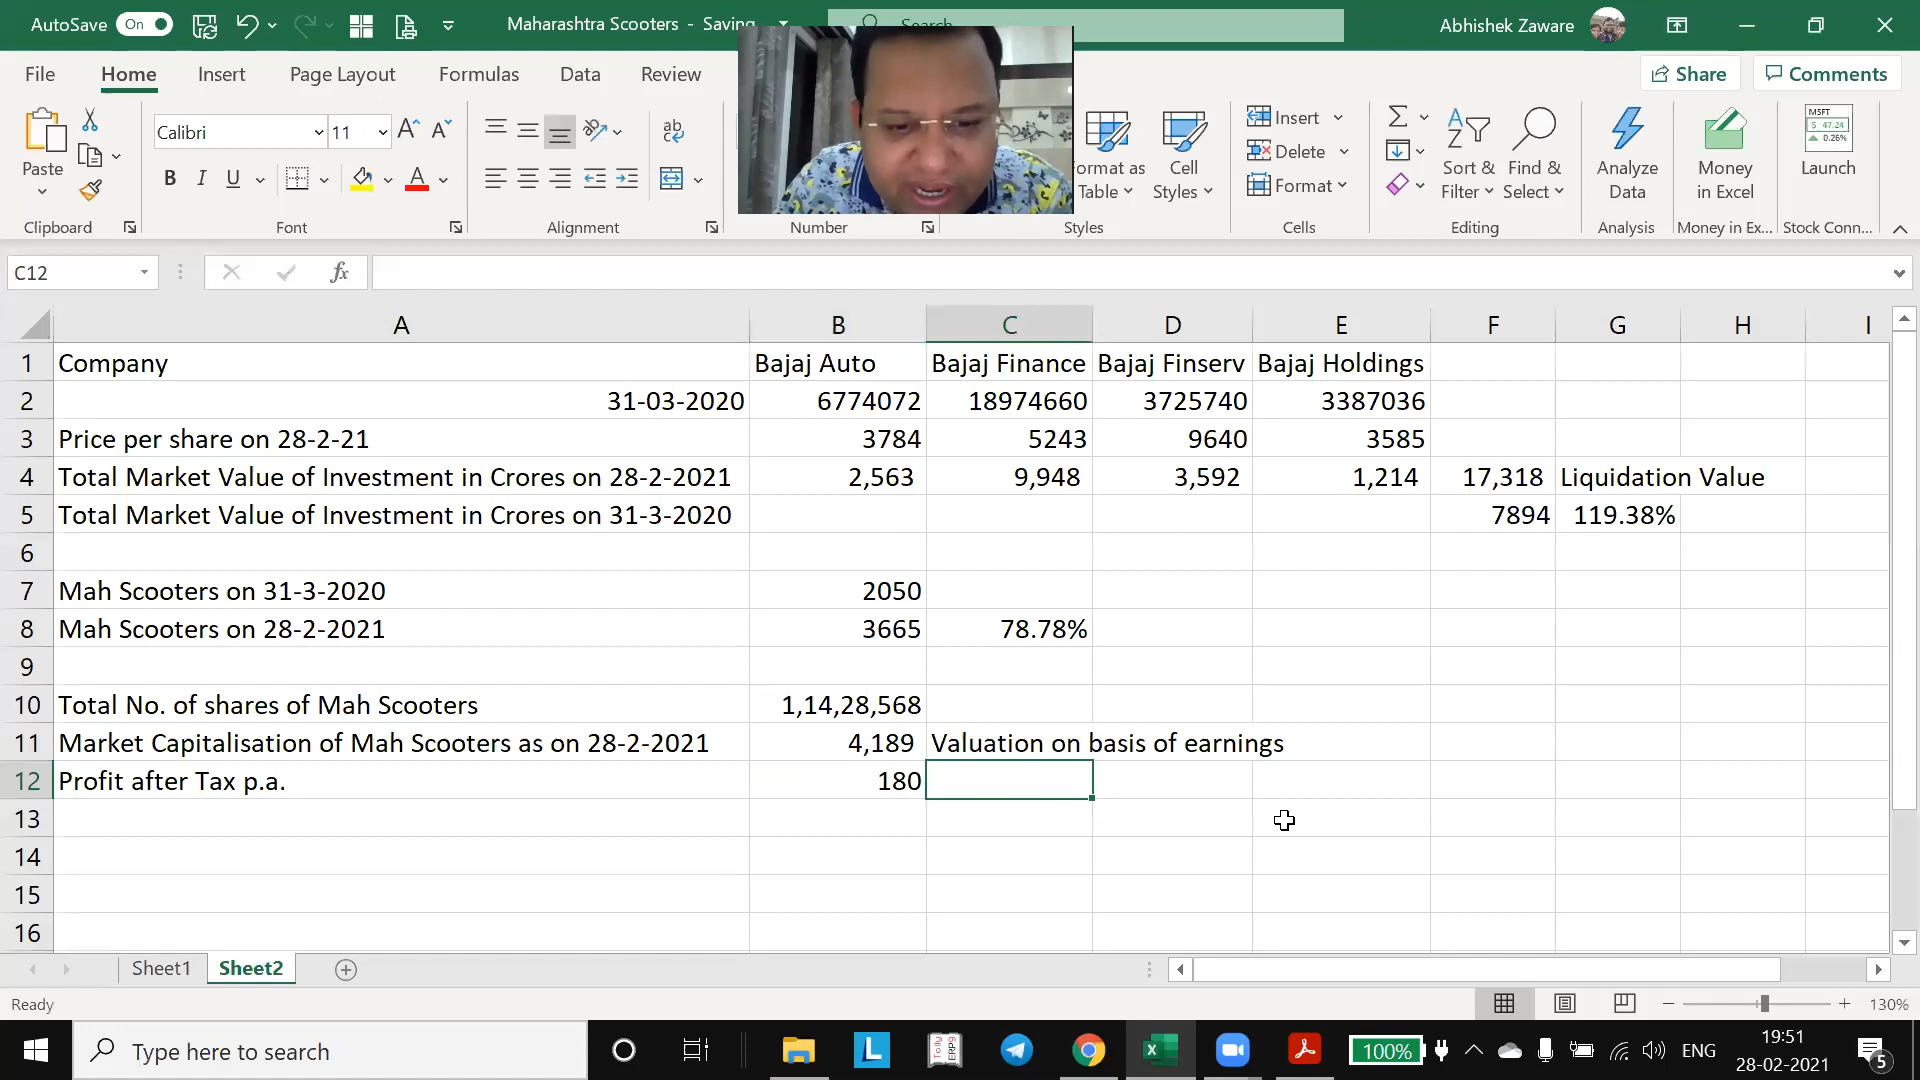 AutoSave On Maharashtra Scooters - Saving... Search Abhishek Zaware
File Home Insert Page Layout Formulas Data Review Share Comments
Paste Calibri 11 Insert Delete Format
Format as Table Cell Styles Sort & Filter Find & Select Analyze Data Money in Excel Launch
MSFT $ 47.24 0.26%
Clipboard Font Alignment Number Styles Cells Editing Analysis Money in Ex... Stock Conn...
C12 fx
A B C D E F G H I
1 Company Bajaj Auto Bajaj Finance Bajaj Finserv Bajaj Holdings
2 31-03-2020 6774072 18974660 3725740 3387036
3 Price per share on 28-2-21 3784 5243 9640 3585
4 Total Market Value of Investment in Crores on 28-2-2021 2,563 9,948 3,592 1,214 17,318 Liquidation Value
5 Total Market Value of Investment in Crores on 31-3-2020 7894 119.38%
6
7 Mah Scooters on 31-3-2020 2050
8 Mah Scooters on 28-2-2021 3665 78.78%
9
10 Total No. of shares of Mah Scooters 1,14,28,568
11 Market Capitalisation of Mah Scooters as on 28-2-2021 4,189 Valuation on basis of earnings
12 Profit after Tax p.a. 180
13
14
15
16
Sheet1 Sheet2
Ready 130%
Type here to search 100% ENG 19:51
28-02-2021 5